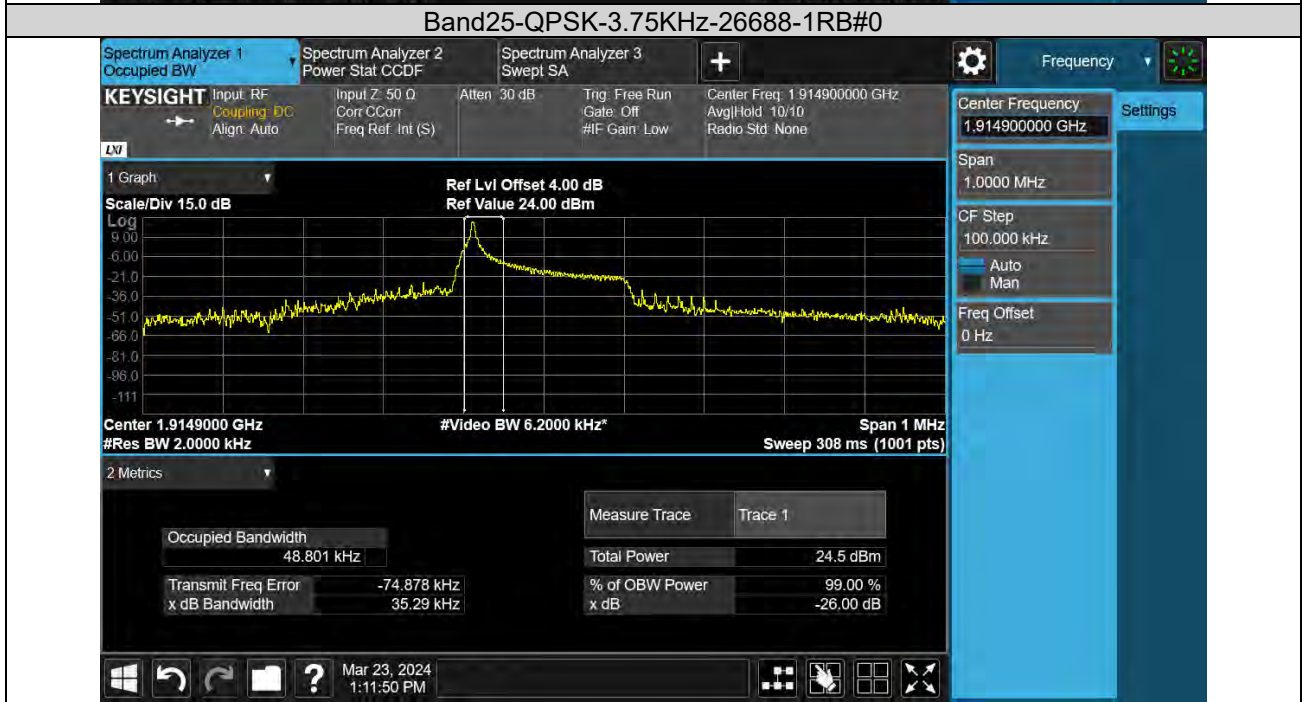 Band25-QPSK-3.75KHz-26688-1RB#0
Spectrum Analyzer 1
Occupied BW
Spectrum Analyzer 2
Power Stat CCDF
Spectrum Analyzer 3
Swept SA
+
Frequency
KEYSIGHT
Input: RF
Coupling: DC
Align: Auto
Input Z: 50 Ω
Corr CCorr
Freq Ref: Int (S)
Atten: 30 dB
Trig: Free Run
Gate: Off
#IF Gain: Low
Center Freq: 1.914900000 GHz
Avg|Hold: 10/10
Radio Std: None
LXI
Center Frequency
1.914900000 GHz
Settings
Span
1.0000 MHz
CF Step
100.000 kHz
Auto
Man
Freq Offset
0 Hz
1 Graph
Scale/Div 15.0 dB
Ref Lvl Offset 4.00 dB
Ref Value 24.00 dBm
Log
9.00
-6.00
-21.0
-36.0
-51.0
-66.0
-81.0
-96.0
-111
Center 1.9149000 GHz
#Res BW 2.0000 kHz
#Video BW 6.2000 kHz*
Span 1 MHz
Sweep 308 ms (1001 pts)
2 Metrics
Measure Trace Trace 1
Occupied Bandwidth
48.801 kHz
Total Power 24.5 dBm
Transmit Freq Error -74.878 kHz
% of OBW Power 99.00 %
x dB Bandwidth 35.29 kHz
x dB -26.00 dB
?
Mar 23, 2024
1:11:50 PM